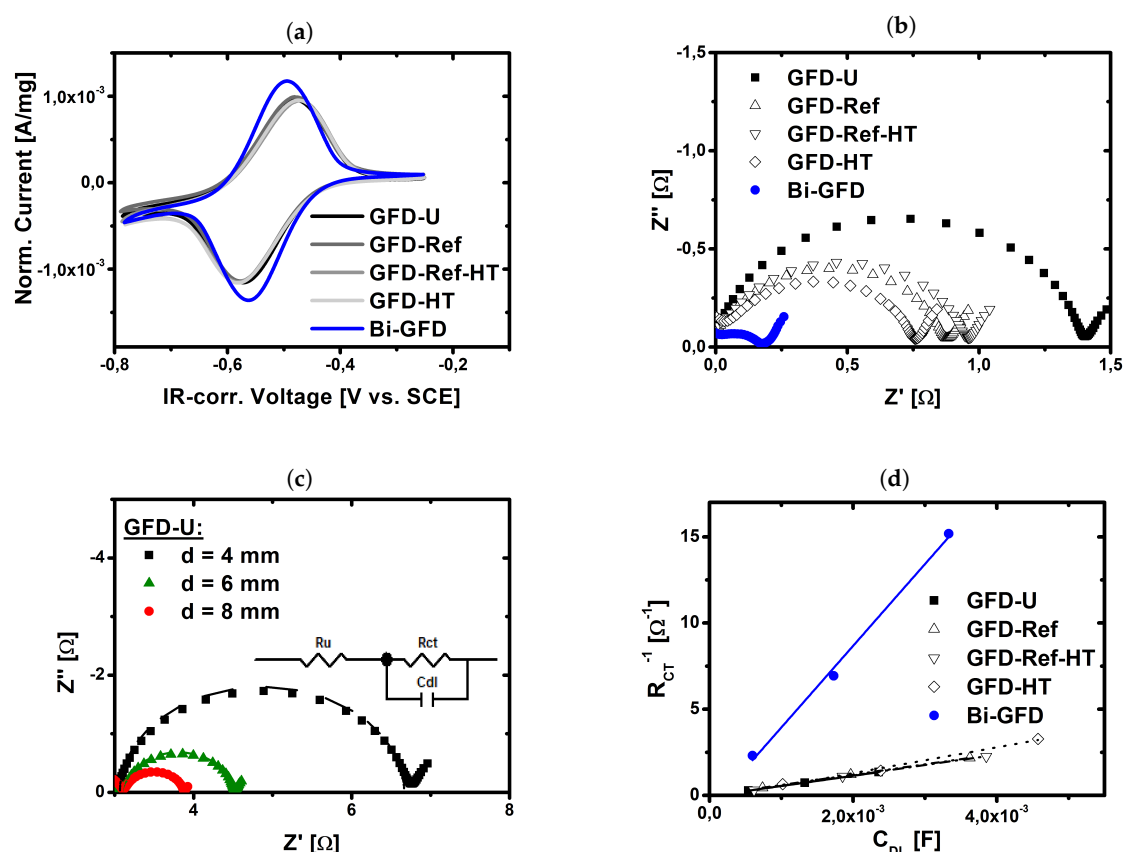 (a)
Norm. Current [A/mg]
1,0x10⁻³
0,0
-1,0x10⁻³
GFD-U
GFD-Ref
GFD-Ref-HT
GFD-HT
Bi-GFD
-0,8 -0,6 -0,4 -0,2
IR-corr. Voltage [V vs. SCE]
(b)
Z'' [Ω]
-1,5
-1,0
-0,5
0,0
GFD-U
GFD-Ref
GFD-Ref-HT
GFD-HT
Bi-GFD
0,0 0,5 1,0 1,5
Z' [Ω]
(c)
Z'' [Ω]
-4
-2
0
GFD-U:
d = 4 mm
d = 6 mm
d = 8 mm
Ru Rct
Cdl
4 6 8
Z' [Ω]
(d)
R_CT⁻¹ [Ω⁻¹]
15
10
5
0
GFD-U
GFD-Ref
GFD-Ref-HT
GFD-HT
Bi-GFD
0,0 2,0x10⁻³ 4,0x10⁻³
C_DL [F]